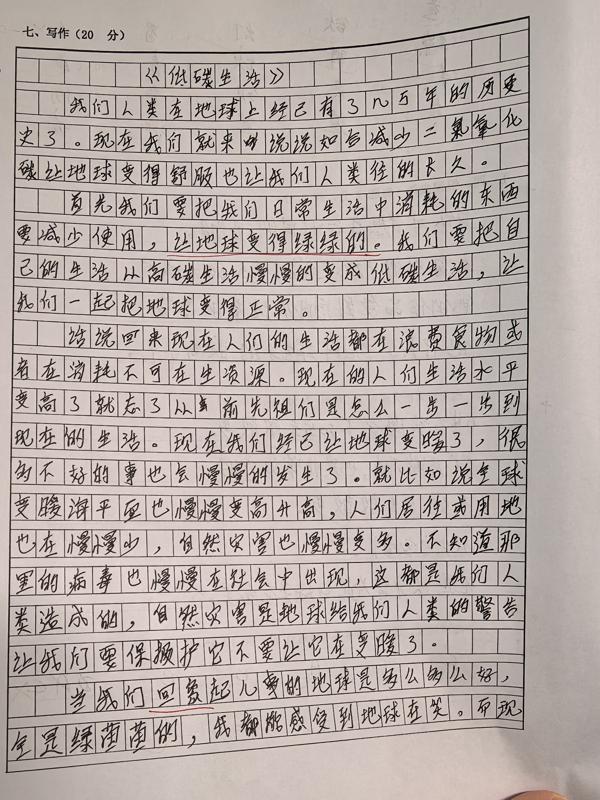 七、写作（20 分）
《低碳生活》
我们人类在地球上经已有了几万年的历更
史了。现在我们就来说说如台减少二氧化
碳让地球变得舒服也让我们人类住的长久。
首先我们要把我们日常生活中消耗的东西
要减少使用，让地球变得绿绿的。我们要把自
己的生活从高碳生活慢慢的变成低碳生活，让
我们一起把地球变得正常。
话说回来现在人们的生活都在浪费食物或
者在消耗不可在生资源。现在的人们生活水平
变高了就忘了从前先祖们是怎么一步一步到
现在的生活。现在我们经已让地球变暖了，很
多不好的事也会慢慢的发生了。就比如说全球
变暖海平面也慢慢变高升高，人们居住或用地
也在慢慢少，自然灾害也慢慢变多。不知道那
里的病毒也慢慢在社会中出现，这都是我们人
类造成的，自然灾害是地球给我们人类的警告
让我们要保护它不要让它在变暖了。
当我们回象起儿事的地球是多么多么好，
全是绿茵茵的，我都能感受到地球在笑。而现